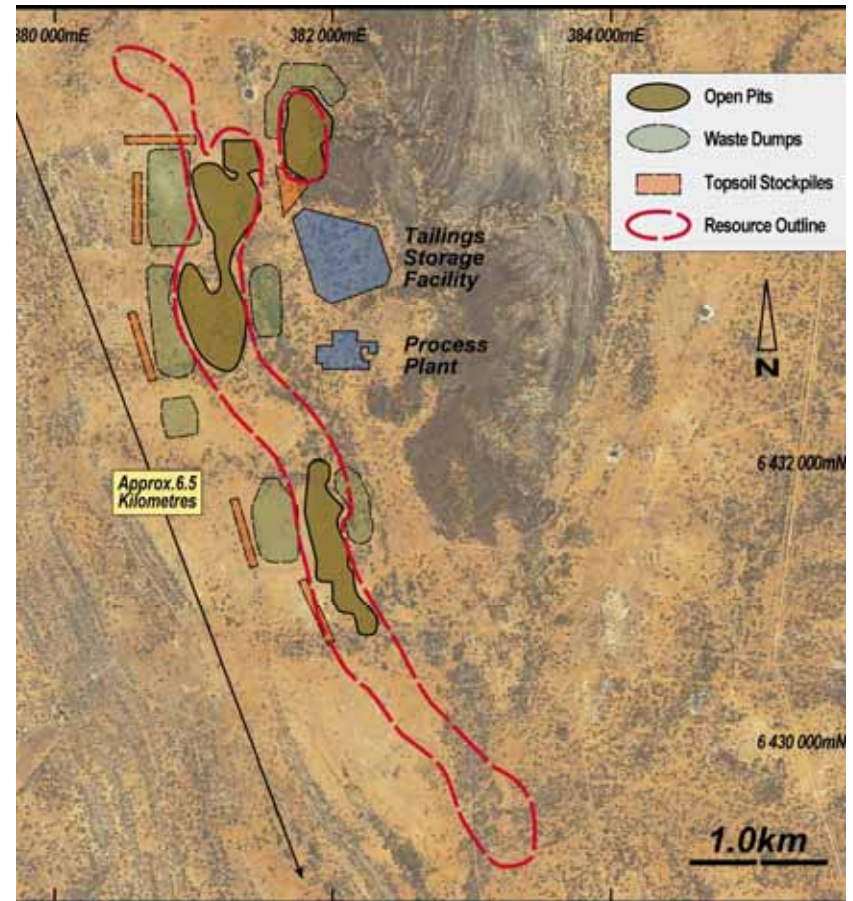 380 000mE
382 000mE
384 000mE
Open Pits
Waste Dumps
Topsoil Stockpiles
Resource Outline
Tailings
Storage
Facility
N
Process
Plant
6 432 000mN
Approx.6.5
Kilometres
6 430 000mN
1.0km